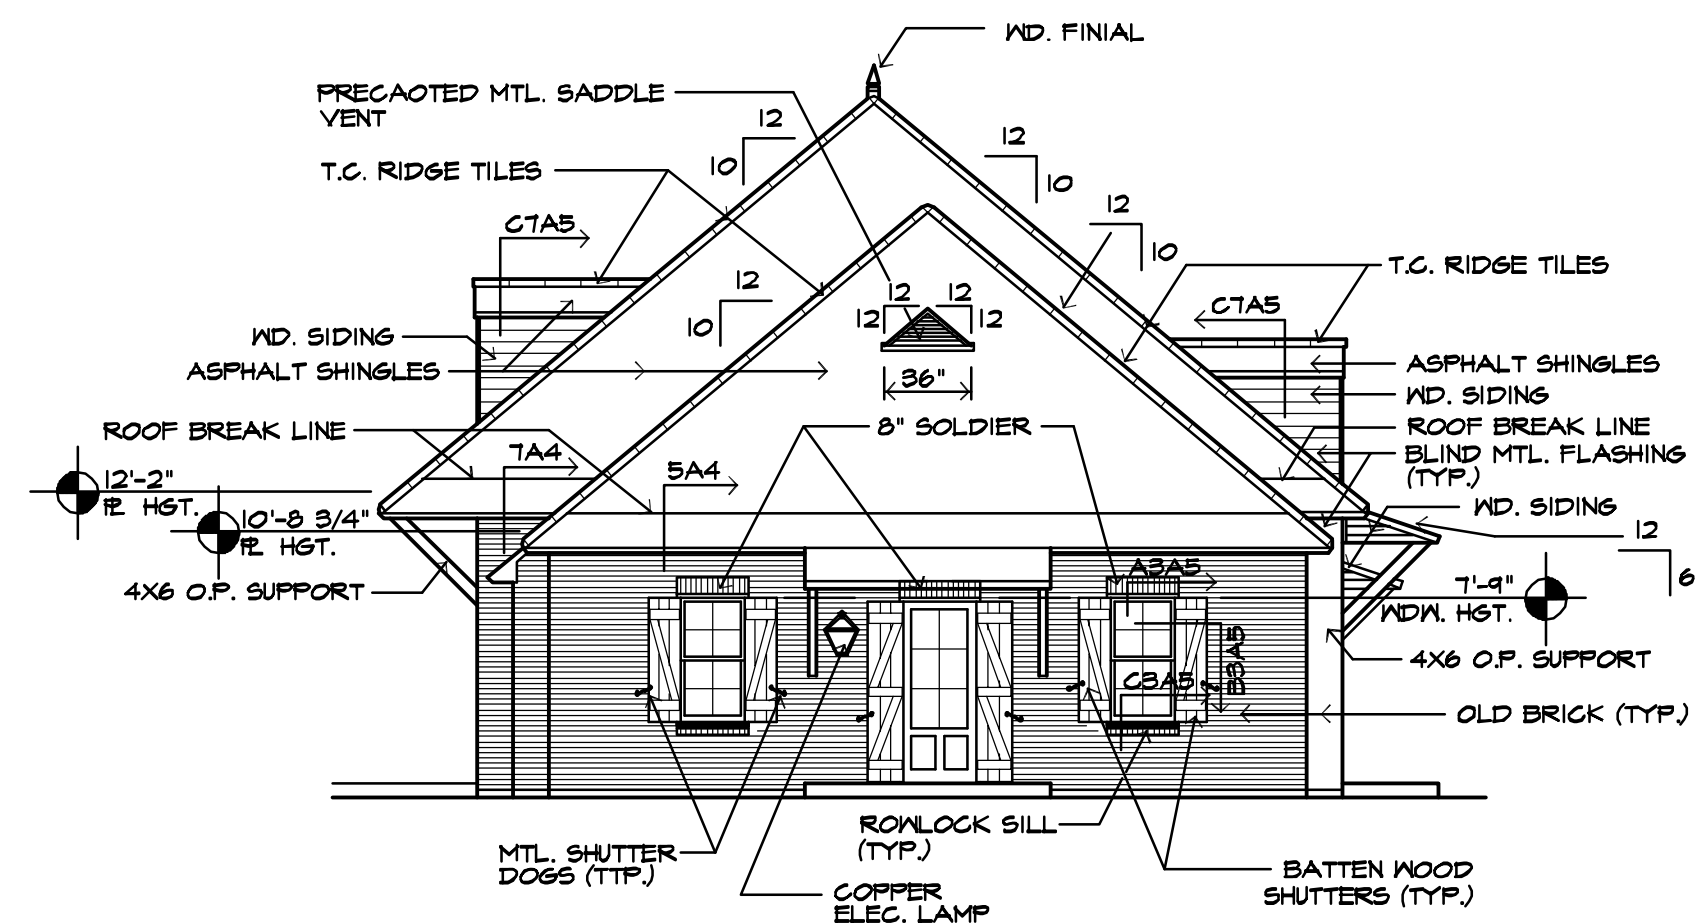 WD. FINIAL
PRECAOTED MTL. SADDLE
VENT
12
10
12
10
T.C. RIDGE TILES
12
10
C7A5
T.C. RIDGE TILES
12
10
12
12
12
12
C7A5
WD. SIDING
ASPHALT SHINGLES
36"
ASPHALT SHINGLES
WD. SIDING
ROOF BREAK LINE
8" SOLDIER
ROOF BREAK LINE
7A4
5A4
BLIND MTL. FLASHING
(TYP.)
12'-2"
PL HGT.
10'-8 3/4"
PL HGT.
WD. SIDING
12
6
4X6 O.P. SUPPORT
A3A5
7'-9"
WDW. HGT.
B3A5
4X6 O.P. SUPPORT
C3A5
OLD BRICK (TYP.)
ROWLOCK SILL
(TYP.)
MTL. SHUTTER
DOGS (TTP.)
BATTEN WOOD
SHUTTERS (TYP.)
COPPER
ELEC. LAMP